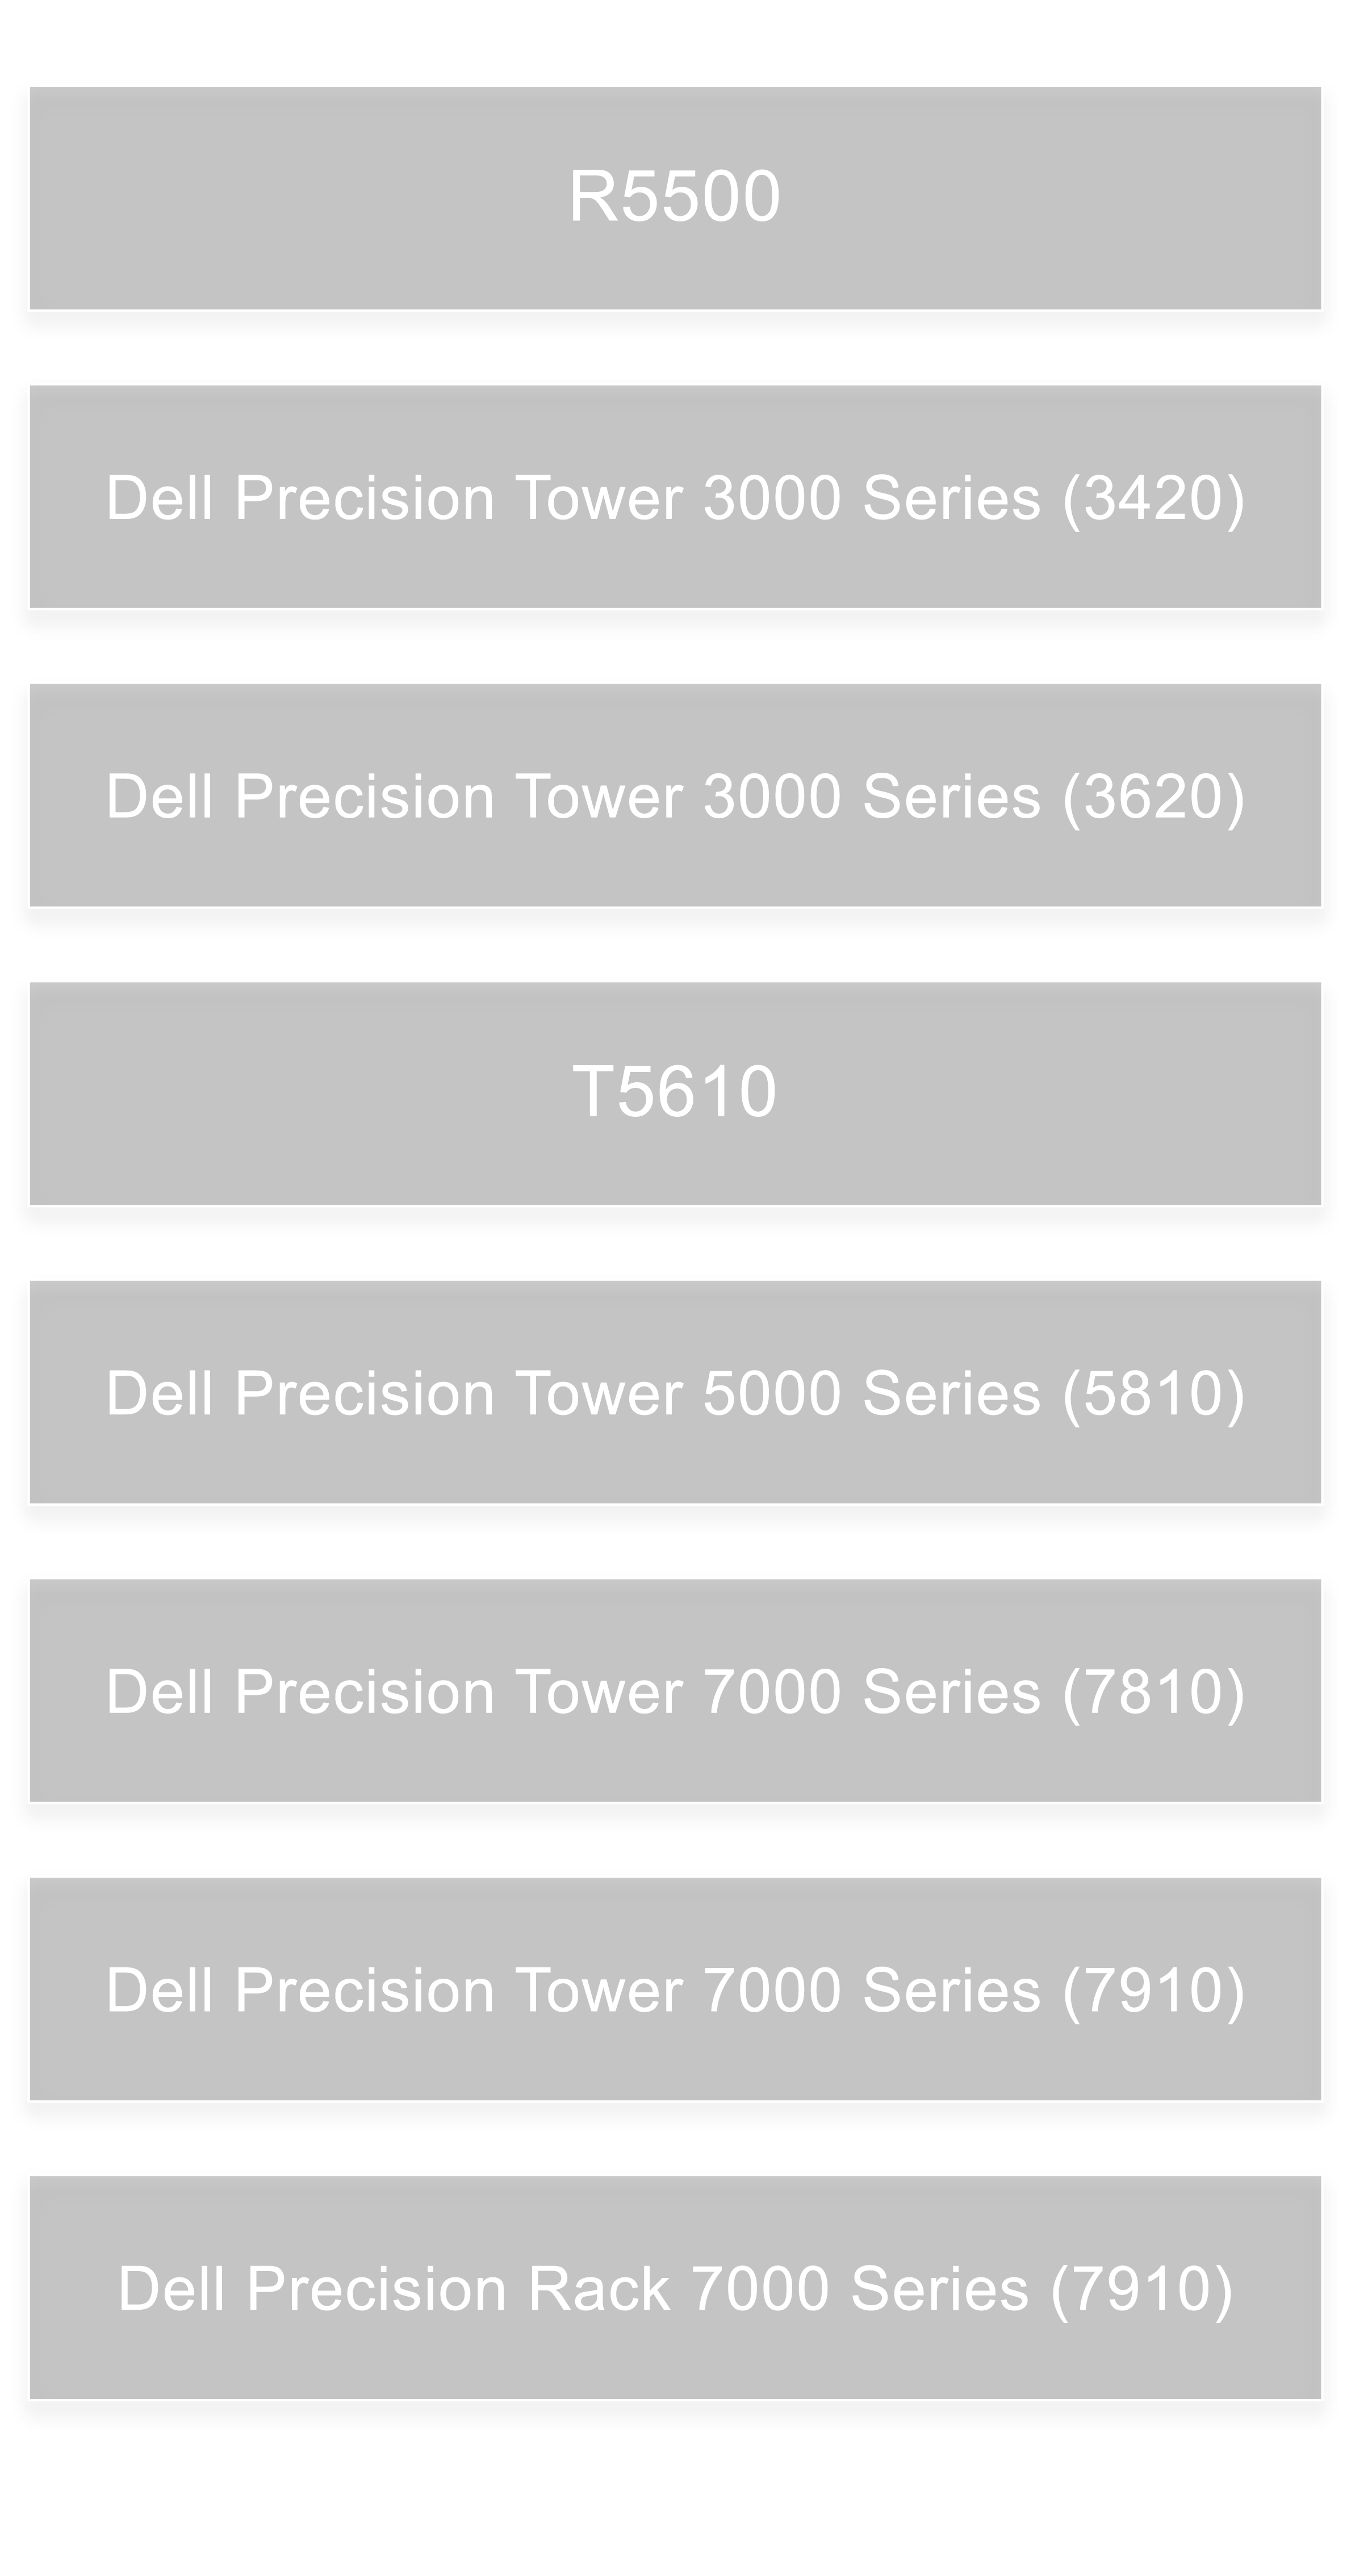 R5500
Dell Precision Tower 3000 Series (3420)
Dell Precision Tower 3000 Series (3620)
T5610
Dell Precision Tower 5000 Series (5810)
Dell Precision Tower 7000 Series (7810)
Dell Precision Tower 7000 Series (7910)
Dell Precision Rack 7000 Series (7910)